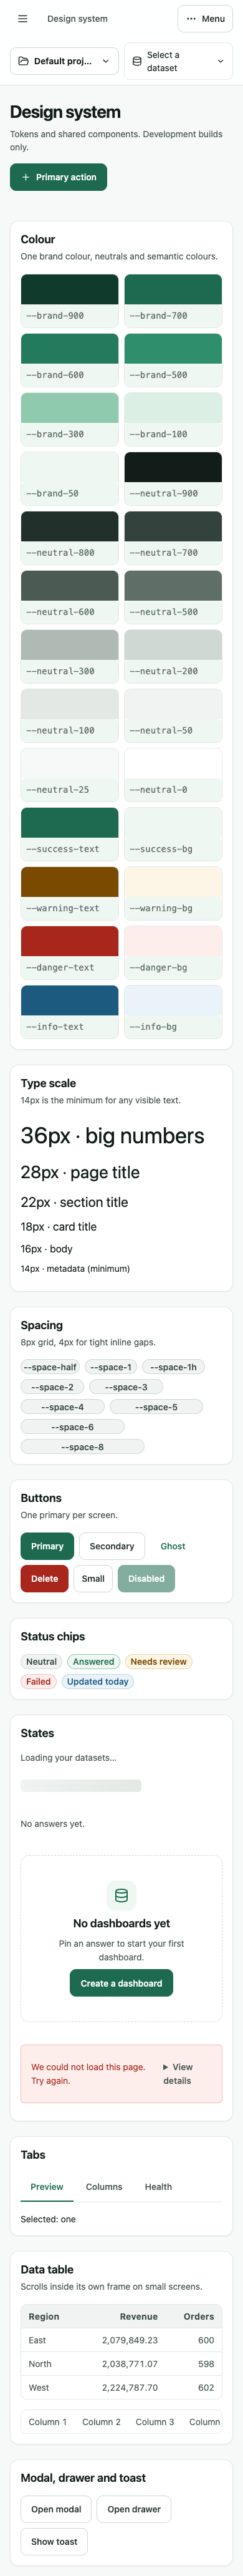 Design system
Menu
Default proj...
Select a
dataset
Design system
Tokens and shared components. Development builds
only.
Primary action
Colour
One brand colour, neutrals and semantic colours.
--brand-900
--brand-700
--brand-600
--brand-500
--brand-300
--brand-100
--brand-50
--neutral-900
--neutral-800
--neutral-700
--neutral-600
--neutral-500
--neutral-300
--neutral-200
--neutral-100
--neutral-50
--neutral-25
--neutral-0
--success-text
--success-bg
--warning-text
--warning-bg
--danger-text
--danger-bg
--info-text
--info-bg
Type scale
14px is the minimum for any visible text.
36px · big numbers
28px · page title
22px · section title
18px · card title
16px · body
14px · metadata (minimum)
Spacing
8px grid, 4px for tight inline gaps.
--space-half
--space-1
--space-1h
--space-2
--space-3
--space-4
--space-5
--space-6
--space-8
Buttons
One primary per screen.
Primary
Secondary
Ghost
Delete
Small
Disabled
Status chips
Neutral
Answered
Needs review
Failed
Updated today
States
Loading your datasets...
No answers yet.
No dashboards yet
Pin an answer to start your first
dashboard.
Create a dashboard
We could not load this page.
Try again.
View
details
Tabs
Preview
Columns
Health
Selected: one
Data table
Scrolls inside its own frame on small screens.
Region Revenue Orders
East 2,079,849.23 600
North 2,038,771.07 598
West 2,224,787.70 602
Column 1 Column 2 Column 3 Column
Modal, drawer and toast
Open modal
Open drawer
Show toast